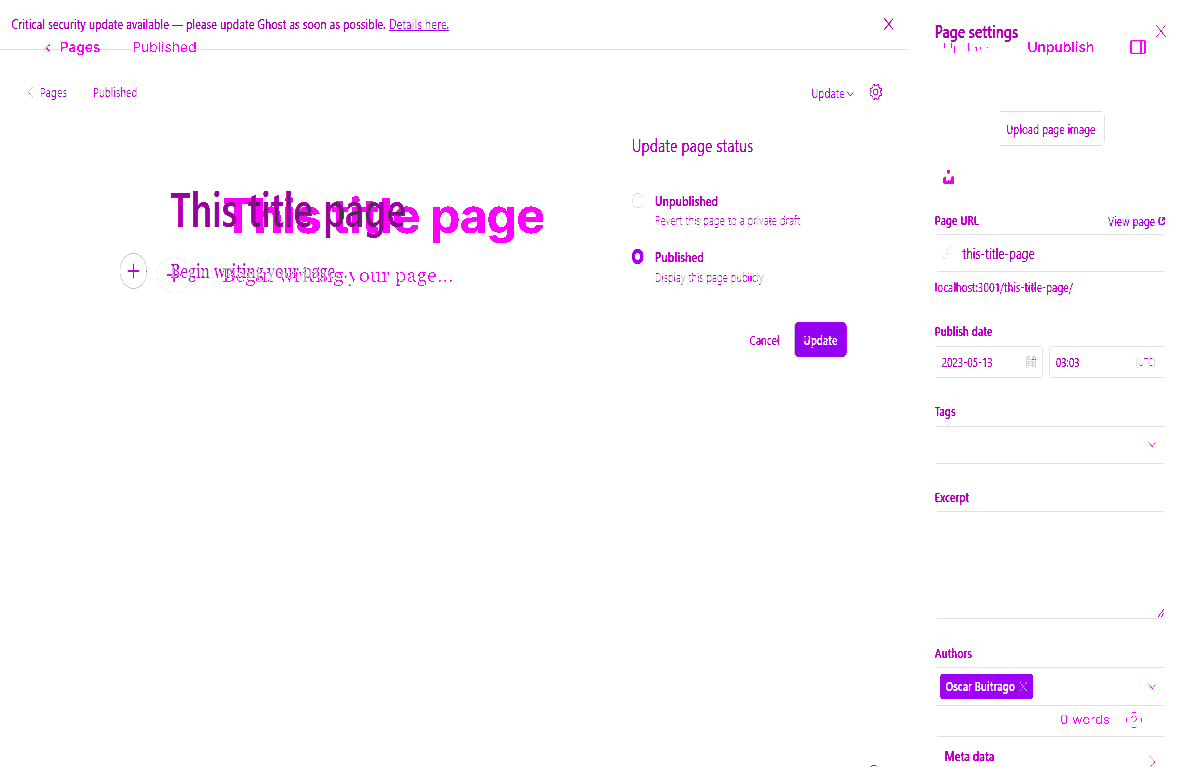 Critical security update available — please update Ghost as soon as possible. Details here.
Pages Published
Pages Published
Update
Update page status
Unpublished
Revert this page to a private draft
Published
Display this page publicly
Cancel Update
This title page
This title page
Begin writing your page...
Begin writing your page...
Page settings
Update Unpublish
Upload page image
Page URL View page
this-title-page
localhost:3001/this-title-page/
Publish date
2023-05-13 03:03 (UTC)
Tags
Excerpt
Authors
Oscar Buitrago
0 words
Meta data